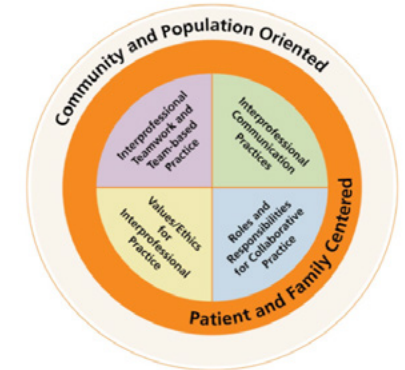 Community and Population Oriented
Interprofessional
Teamwork and
Team-based
Practice
Interprofessional
Communication
Practices
Values/Ethics
for
Interprofessional
Practice
Roles and
Responsibilities
for Collaborative
Practice
Patient and Family Centered